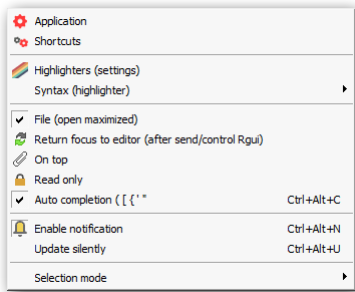 Application
Shortcuts
Highlighters (settings)
Syntax (highlighter)
File (open maximized)
Return focus to editor (after send/control Rgui)
On top
Read only
Auto completion ( [ { ' " Ctrl+Alt+C
Enable notification Ctrl+Alt+N
Update silently Ctrl+Alt+U
Selection mode